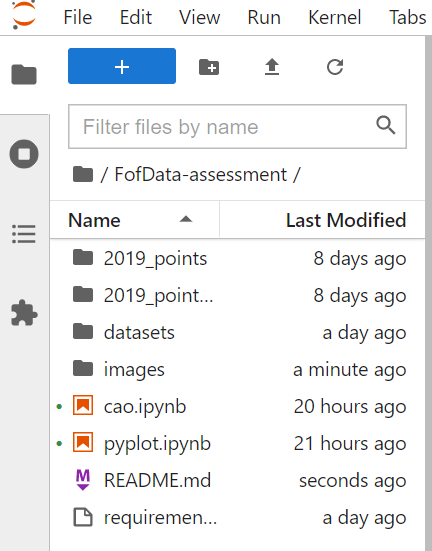 File Edit View Run Kernel Tabs
Filter files by name
/ FofData-assessment /
Name Last Modified
2019_points 8 days ago
2019_point... 8 days ago
datasets a day ago
images a minute ago
cao.ipynb 20 hours ago
pyplot.ipynb 21 hours ago
README.md seconds ago
requiremen... a day ago